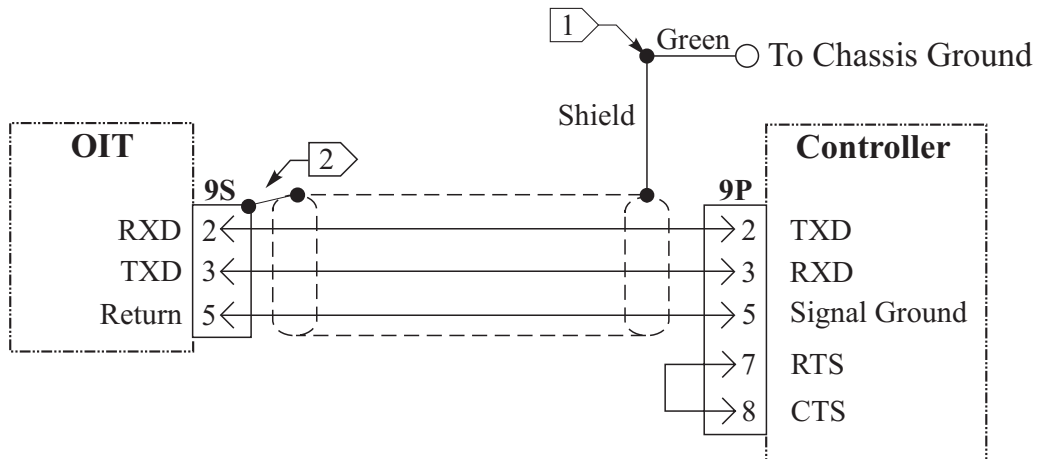 1
Green
To Chassis Ground
Shield
OIT
Controller
2
9S
9P
RXD 2 2 TXD
TXD 3 3 RXD
Return 5 5 Signal Ground
7 RTS
8 CTS